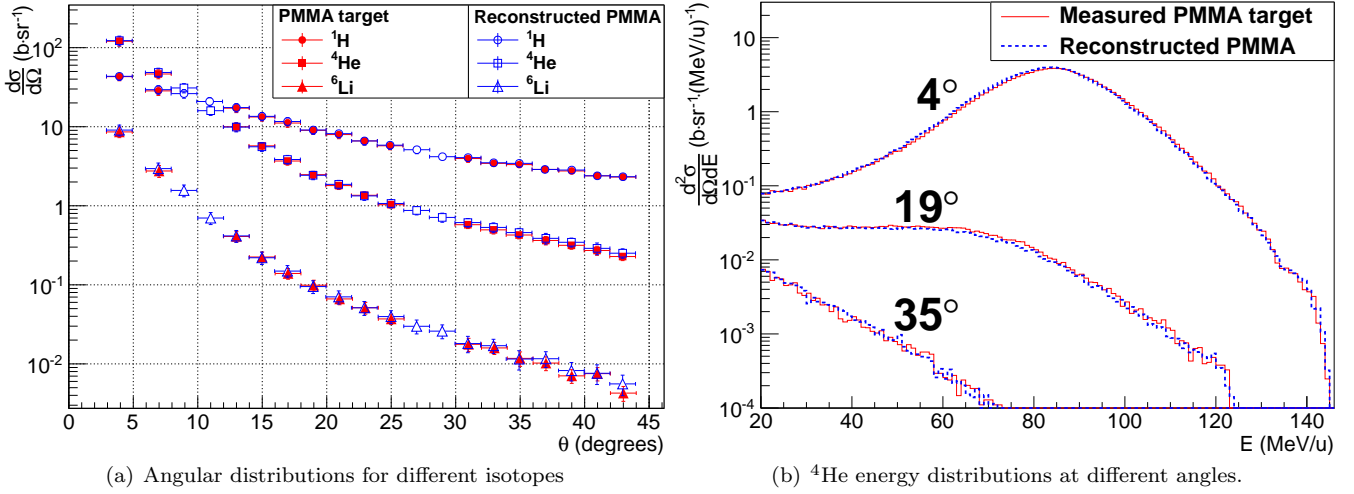 PMMA target
¹H
⁴He
⁶Li
Reconstructed PMMA
¹H
⁴He
⁶Li
dσ/dΩ (b·sr⁻¹)
10²
10
1
10⁻¹
10⁻²
0 5 10 15 20 25 30 35 40 45
θ (degrees)
(a) Angular distributions for different isotopes
Measured PMMA target
Reconstructed PMMA
d²σ/dΩdE (b·sr⁻¹·(MeV/u)⁻¹)
10
1
10⁻¹
10⁻²
10⁻³
10⁻⁴
4°
19°
35°
20 40 60 80 100 120 140
E (MeV/u)
(b) ⁴He energy distributions at different angles.